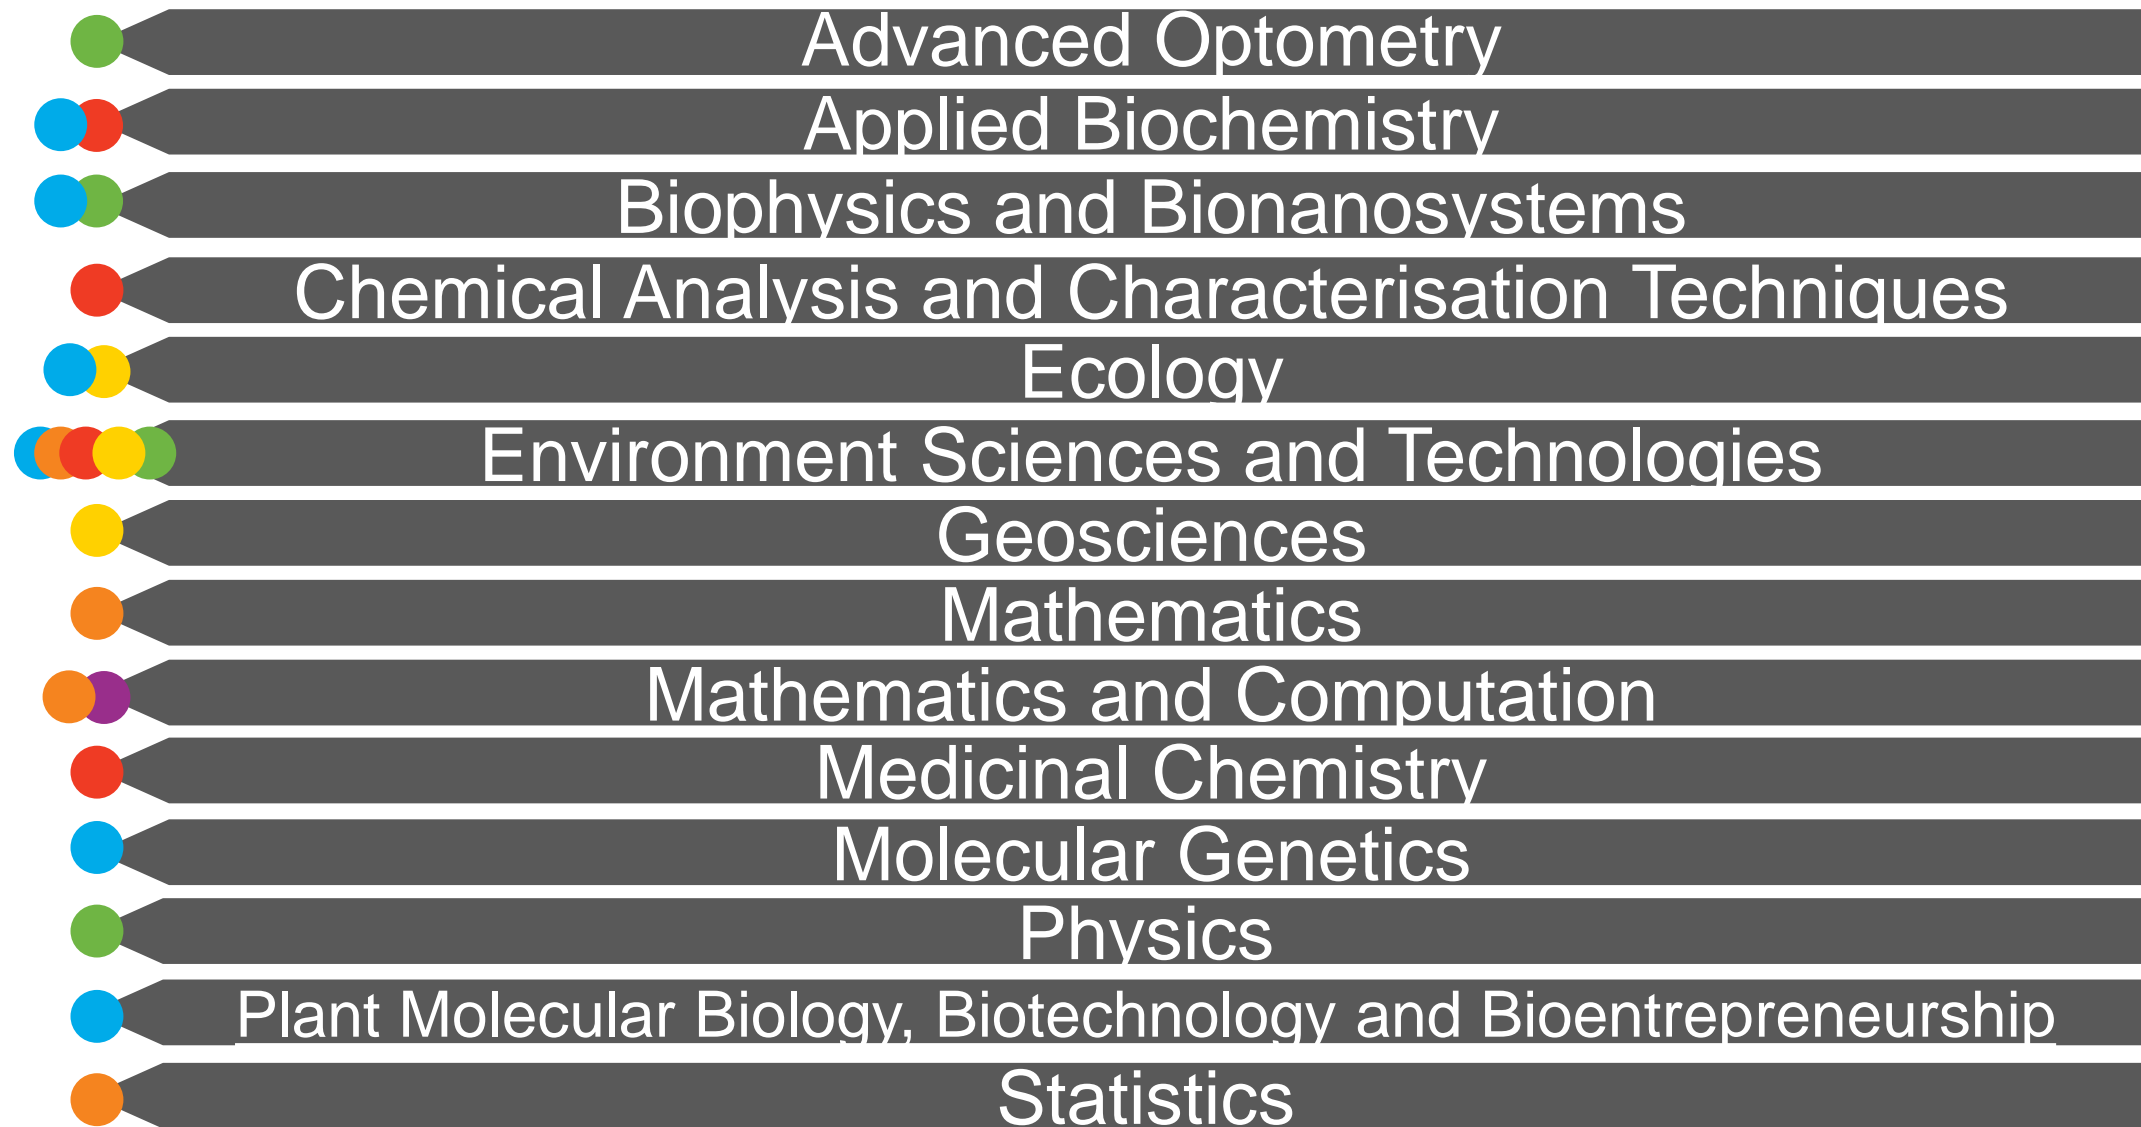 Advanced Optometry
Applied Biochemistry
Biophysics and Bionanosystems
Chemical Analysis and Characterisation Techniques
Ecology
Environment Sciences and Technologies
Geosciences
Mathematics
Mathematics and Computation
Medicinal Chemistry
Molecular Genetics
Physics
Plant Molecular Biology, Biotechnology and Bioentrepreneurship
Statistics